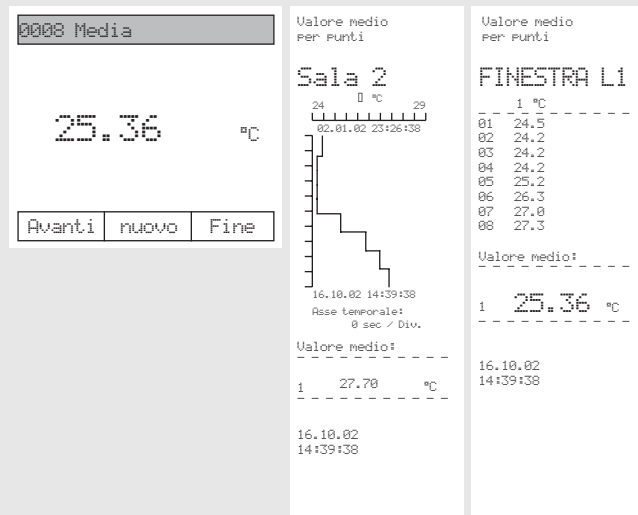 0008 Media
25.36 °C
Avanti nuovo Fine
Valore medio
per punti
Sala 2
▯ °C
24 29
02.01.02 23:26:38
16.10.02 14:39:38
Asse temporale:
0 sec / Div.
Valore medio:
1 27.70 °C
16.10.02
14:39:38
Valore medio
per punti
FINESTRA L1
1 °C
01 24.5
02 24.2
03 24.2
04 24.2
05 25.2
06 26.3
07 27.0
08 27.3
Valore medio:
1 25.36 °C
16.10.02
14:39:38